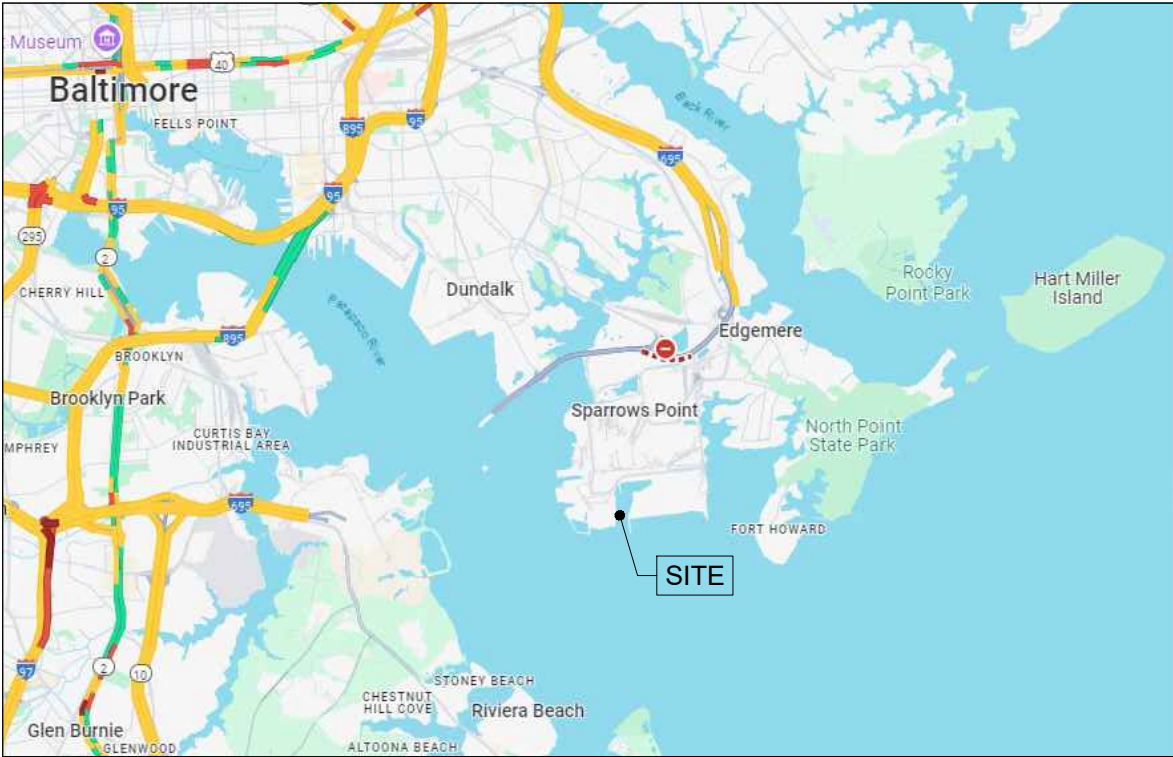 t Museum
40
Baltimore
FELLS POINT
895
95
Back River
695
95
95
295
2
Rocky
Point Park
Hart Miller
Island
CHERRY HILL
Dundalk
Patapsco River
895
Edgemere
BROOKLYN
Brooklyn Park
Sparrows Point
North Point
State Park
CURTIS BAY
INDUSTRIAL AREA
MPHREY
695
n
FORT HOWARD
SITE
97
2
10
STONEY BEACH
CHESTNUT
HILL COVE
Riviera Beach
Glen Burnie
GLENWOOD
ALTOONA BEACH